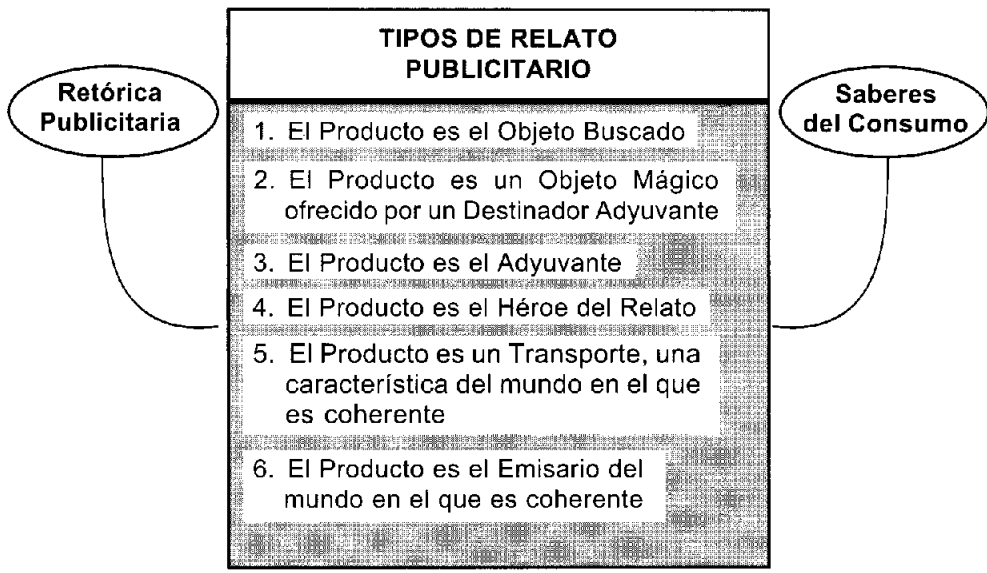 TIPOS DE RELATO
PUBLICITARIO
Retórica
Publicitaria
Saberes
del Consumo
1. El Producto es el Objeto Buscado
2. El Producto es un Objeto Mágico
ofrecido por un Destinador Adyuvante
3. El Producto es el Adyuvante
4. El Producto es el Héroe del Relato
5. El Producto es un Transporte, una
característica del mundo en el que
es coherente
6. El Producto es el Emisario del
mundo en el que es coherente